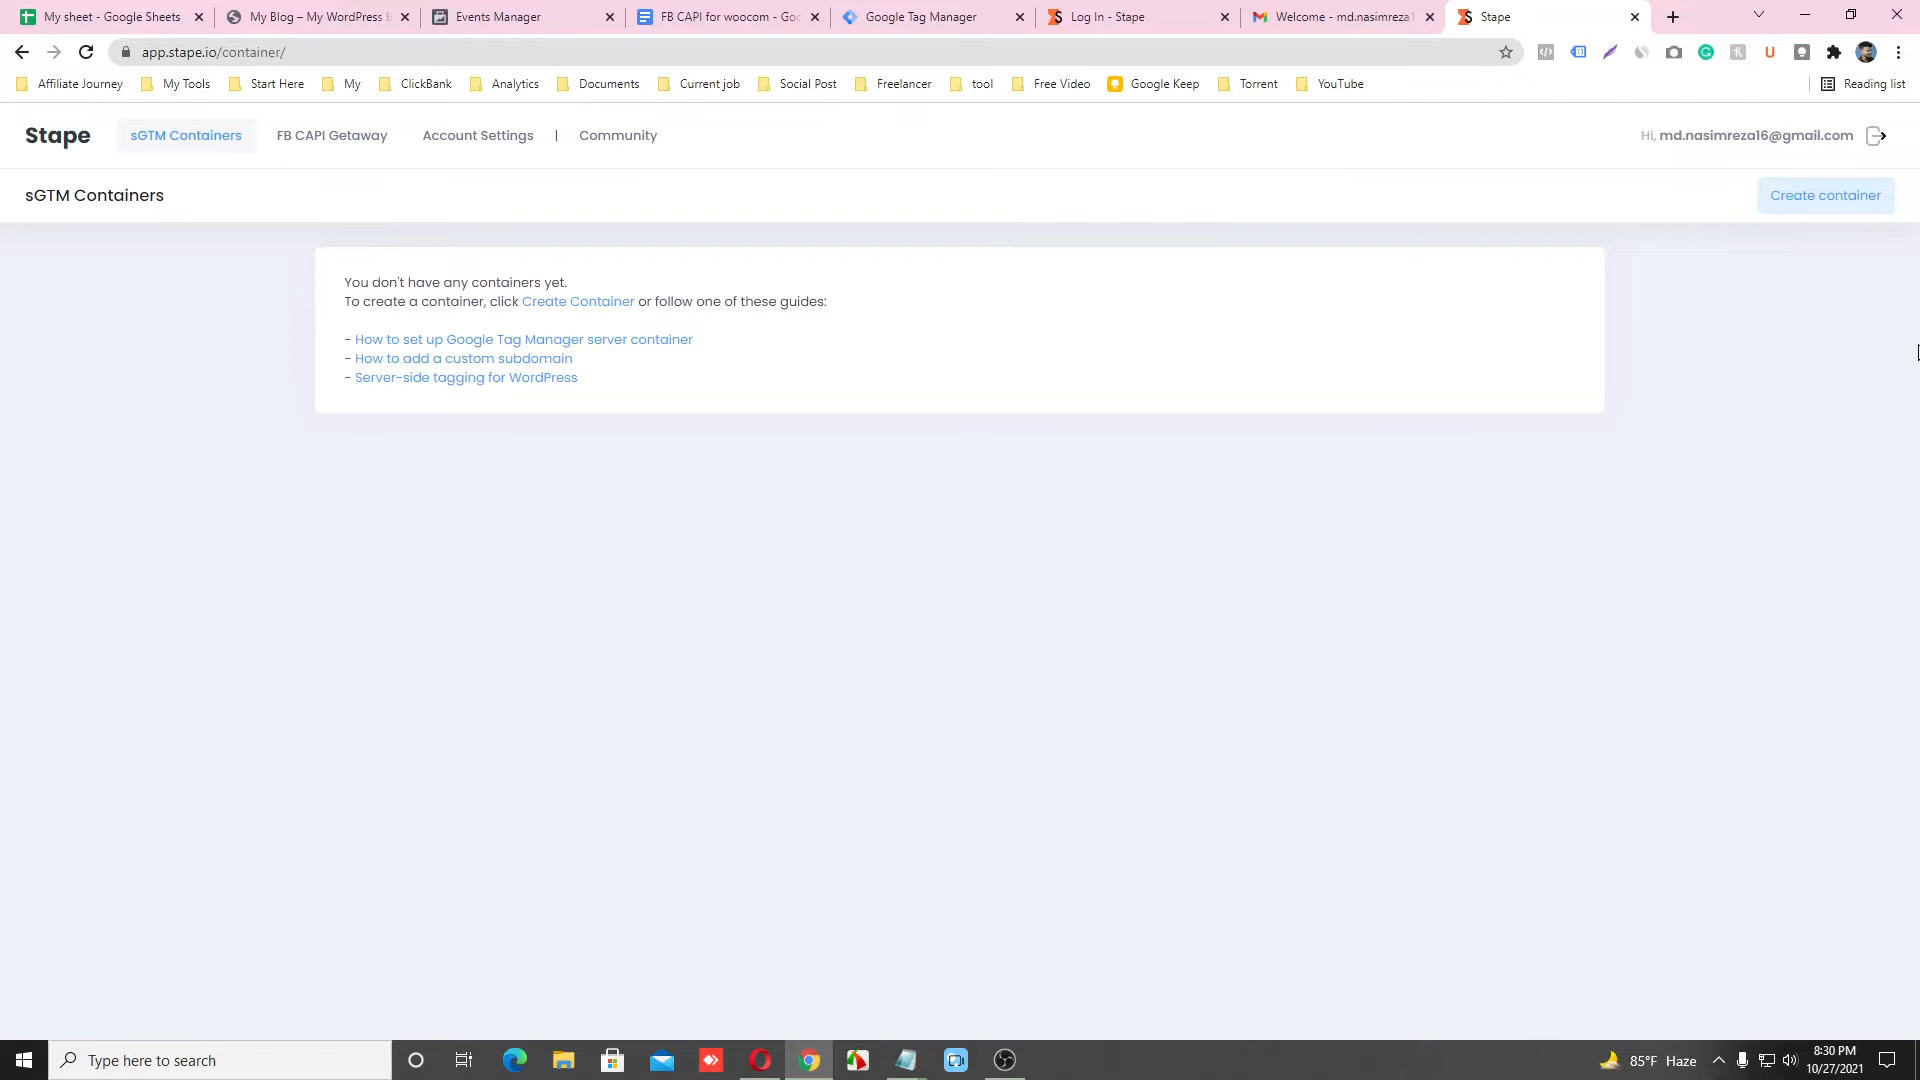 My sheet - Google Sheets
My Blog – My WordPress B
Events Manager
FB CAPI for woocom - Goo
Google Tag Manager
Log In - Stape
Welcome - md.nasimreza1
Stape
app.stape.io/container/
Affiliate Journey
My Tools
Start Here
My
ClickBank
Analytics
Documents
Current job
Social Post
Freelancer
tool
Free Video
Google Keep
Torrent
YouTube
Reading list
Stape
sGTM Containers
FB CAPI Getaway
Account Settings
|
Community
Hi, md.nasimreza16@gmail.com
sGTM Containers
Create container
You don't have any containers yet.
To create a container, click Create Container or follow one of these guides:
- How to set up Google Tag Manager server container
- How to add a custom subdomain
- Server-side tagging for WordPress
Type here to search
85°F Haze
8:30 PM
10/27/2021